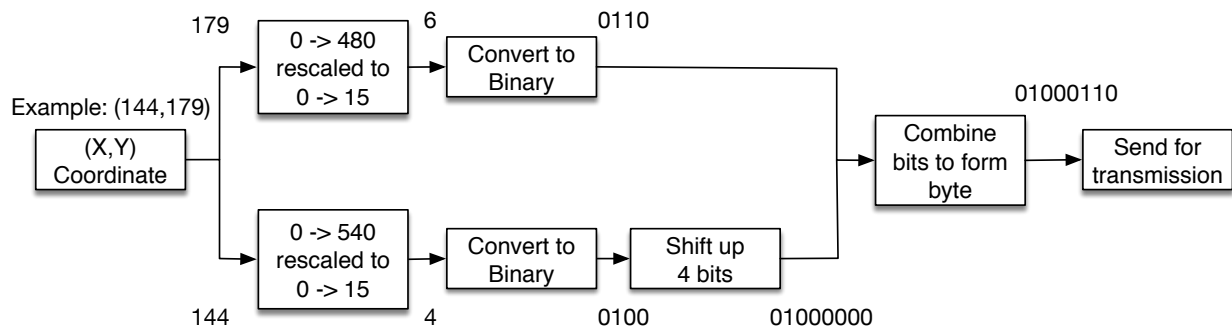 179
0 -> 480
rescaled to
0 -> 15
6
Convert to
Binary
0110
Example: (144,179)
(X,Y)
Coordinate
01000110
Combine
bits to form
byte
Send for
transmission
0 -> 540
rescaled to
0 -> 15
144
Convert to
Binary
4
Shift up
4 bits
0100
01000000